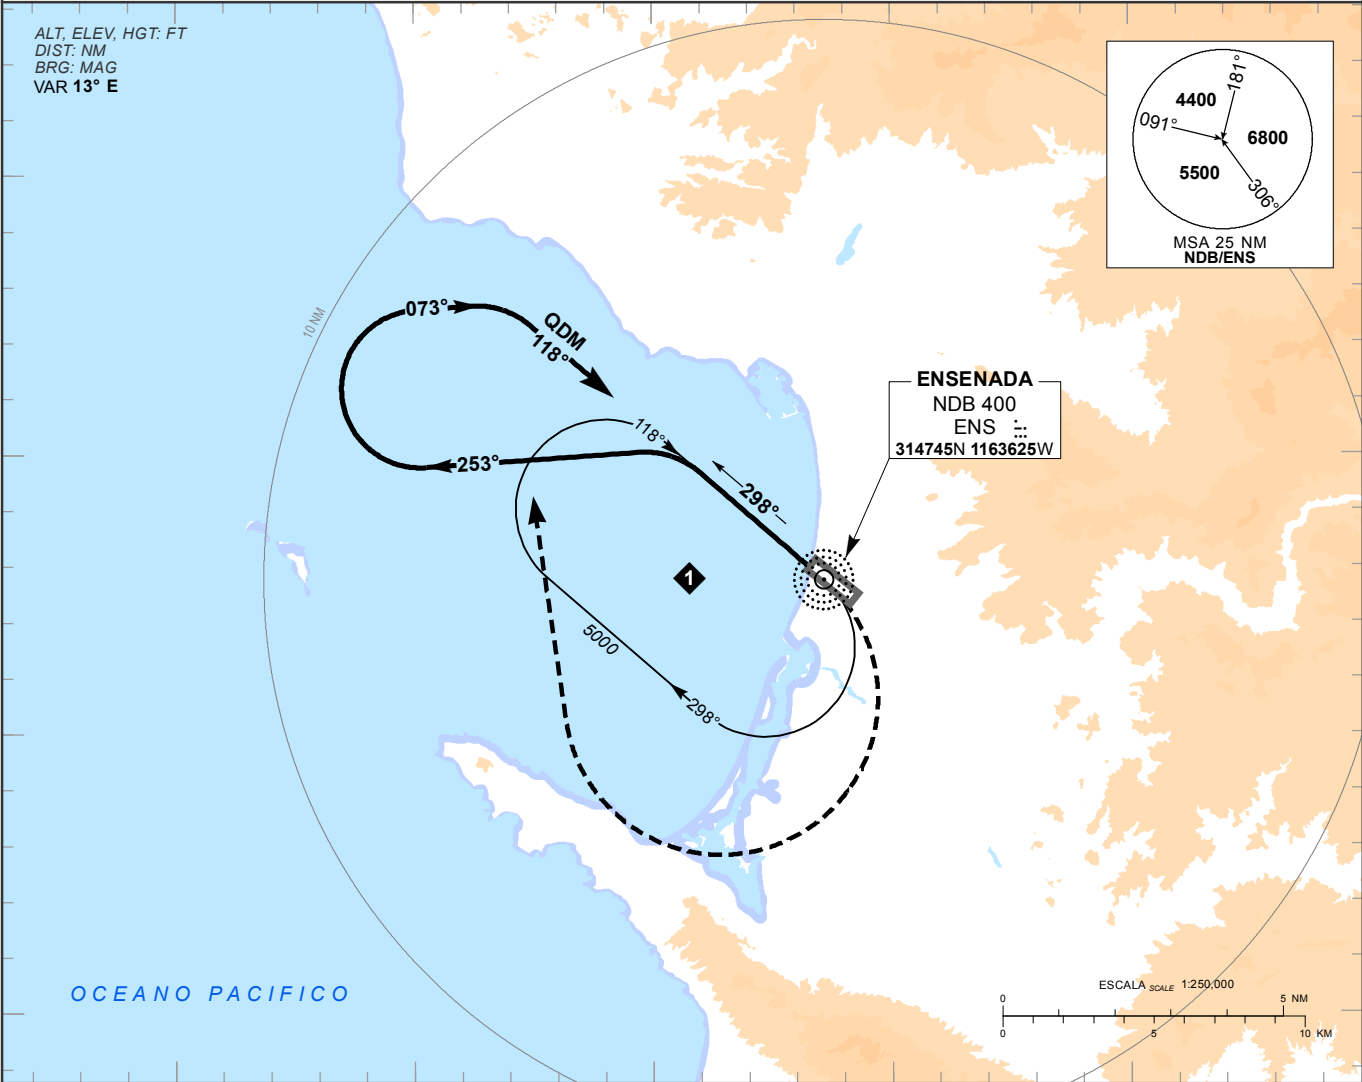 ALT, ELEV, HGT: FT
DIST: NM
BRG: MAG
VAR 13° E
181°
4400
091°
6800
5500
306°
MSA 25 NM
NDB/ENS
10 NM
073°
QDM
118°
118°
253°
298°
ENSENADA
NDB 400
ENS
314745N 1163625W
1
5000
298°
OCEANO PACIFICO
ESCALA SCALE 1:250,000
0 5 NM
0 5 10 KM